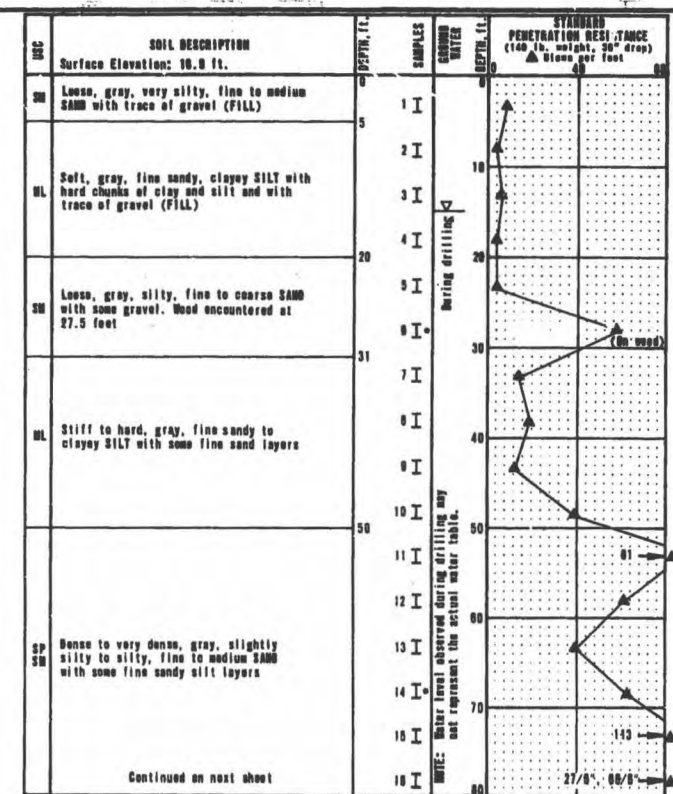 USC
SOIL DESCRIPTION
Surface Elevation: 16.9 ft.
DEPTH, ft.
SAMPLES
GROUND
WATER
DEPTH, ft.
STANDARD
PENETRATION RESISTANCE
(140 lb. weight, 30" drop)
▲ Blows per foot
0 40 80
SM
Loose, gray, very silty, fine to medium
SAND with trace of gravel (FILL)
5
ML
Soft, gray, fine sandy, clayey SILT with
hard chunks of clay and silt and with
trace of gravel (FILL)
20
SM
Loose, gray, silty, fine to coarse SAND
with some gravel. Wood encountered at
27.5 feet
31
ML
Stiff to hard, gray, fine sandy to
clayey SILT with some fine sand layers
50
SP
SM
Dense to very dense, gray, slightly
silty to silty, fine to medium SAND
with some fine sandy silt layers
Continued on next sheet
0
1
2
3
4
5
6
7
8
9
10
11
12
13
14
15
16
During drilling
NOTE: Water level observed during drilling may
not represent the actual water table.
0
10
20
30
40
50
60
70
80
(On wood)
81
143
27/6", 60/6"